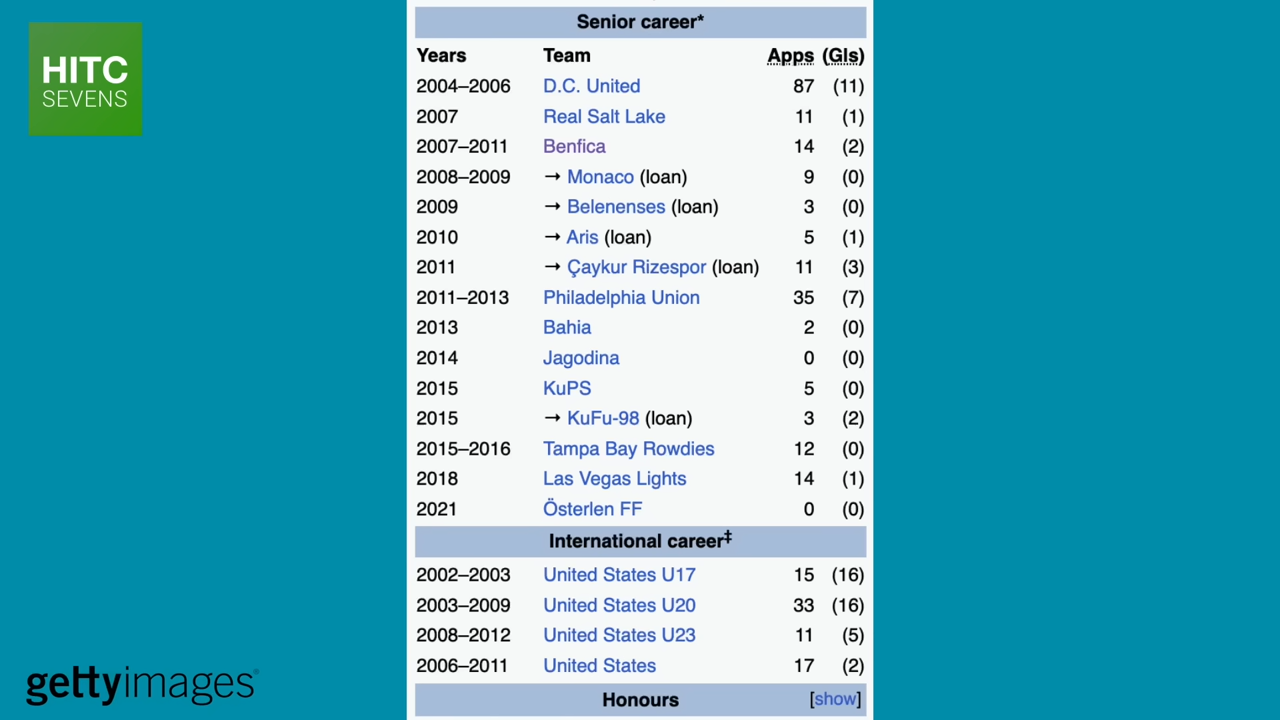 HITC
SEVENS
Senior career*
Years Team Apps (Gls)
2004–2006 D.C. United 87 (11)
2007 Real Salt Lake 11 (1)
2007–2011 Benfica 14 (2)
2008–2009 → Monaco (loan) 9 (0)
2009 → Belenenses (loan) 3 (0)
2010 → Aris (loan) 5 (1)
2011 → Çaykur Rizespor (loan) 11 (3)
2011–2013 Philadelphia Union 35 (7)
2013 Bahia 2 (0)
2014 Jagodina 0 (0)
2015 KuPS 5 (0)
2015 → KuFu-98 (loan) 3 (2)
2015–2016 Tampa Bay Rowdies 12 (0)
2018 Las Vegas Lights 14 (1)
2021 Österlen FF 0 (0)
International career‡
2002–2003 United States U17 15 (16)
2003–2009 United States U20 33 (16)
2008–2012 United States U23 11 (5)
2006–2011 United States 17 (2)
Honours [show]
gettyimages